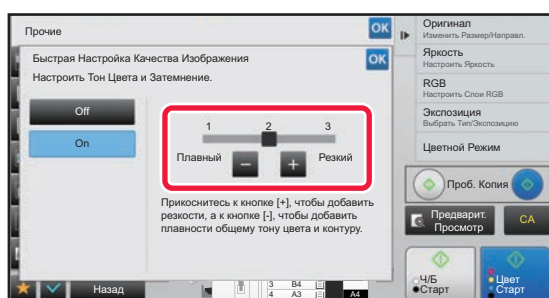 Прочие
OK
Быстрая Настройка Качества Изображения
OK
Настроить Тон Цвета и Затемнение.
Off
On
1 2 3
Плавный
Резкий
Прикоснитесь к кнопке [+], чтобы добавить
резкости, а к кнопке [-], чтобы добавить
плавности общему тону цвета и контуру.
Назад
3 B4
4 A3
A4
Оригинал
Изменить Размер/Направл.
Яркость
Настроить Яркость
RGB
Настроить Слои RGB
Экспозиция
Выбрать Тип/Экспозицию
Цветной Режим
Проб. Копия
Предварит.
Просмотр
CA
Ч/Б
Старт
Цвет
Старт